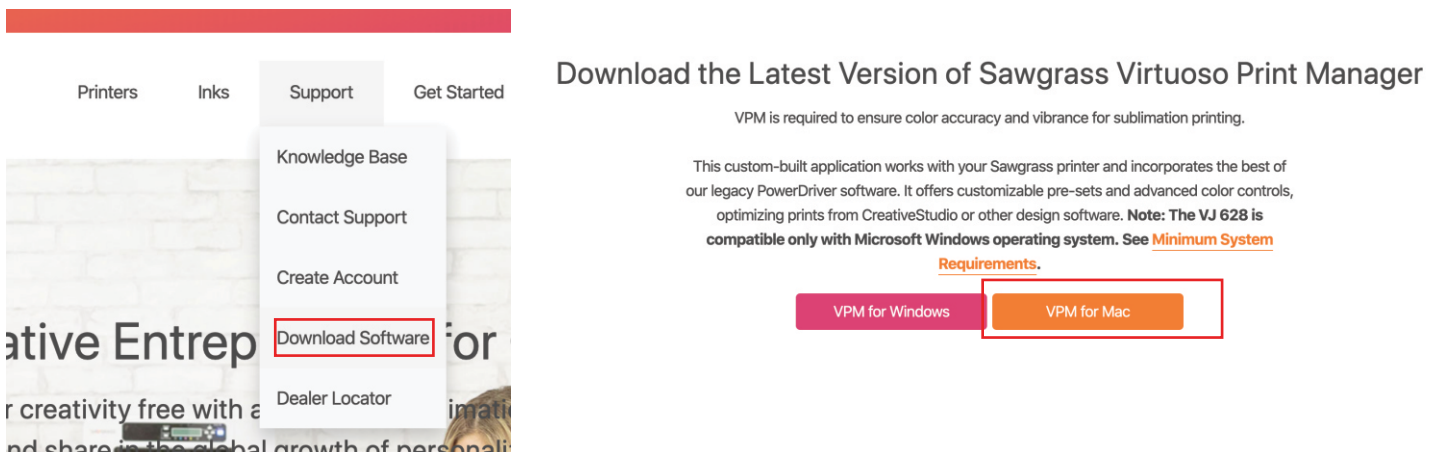 Printers Inks Support Get Started
Knowledge Base
Contact Support
Create Account
Download Software
Dealer Locator
ative Entrep for
r creativity free with a imati
nd share in the global growth of personali
Download the Latest Version of Sawgrass Virtuoso Print Manager
VPM is required to ensure color accuracy and vibrance for sublimation printing.
This custom-built application works with your Sawgrass printer and incorporates the best of
our legacy PowerDriver software. It offers customizable pre-sets and advanced color controls,
optimizing prints from CreativeStudio or other design software. Note: The VJ 628 is
compatible only with Microsoft Windows operating system. See Minimum System
Requirements.
VPM for Windows VPM for Mac